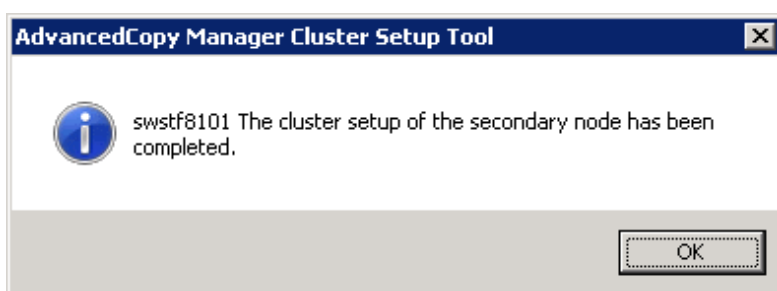 AdvancedCopy Manager Cluster Setup Tool
swstf8101 The cluster setup of the secondary node has been
completed.
OK